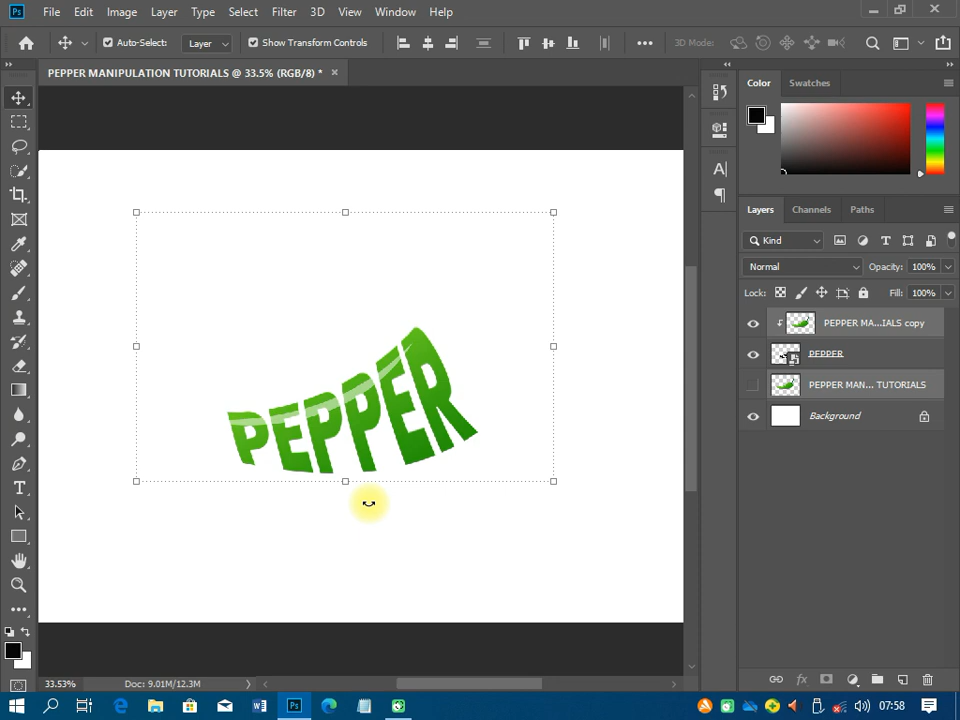 Ps File Edit Image Layer Type Select Filter 3D View Window Help
Auto-Select: Layer Show Transform Controls 3D Mode:
PEPPER MANIPULATION TUTORIALS @ 33.5% (RGB/8) *
Color Swatches
Layers Channels Paths
Kind
Normal Opacity: 100%
Lock: Fill: 100%
PEPPER MA...IALS copy
PEPPER
PEPPER MAN... TUTORIALS
Background
PEPPER
33.53% Doc: 9.01M/12.3M
07:58